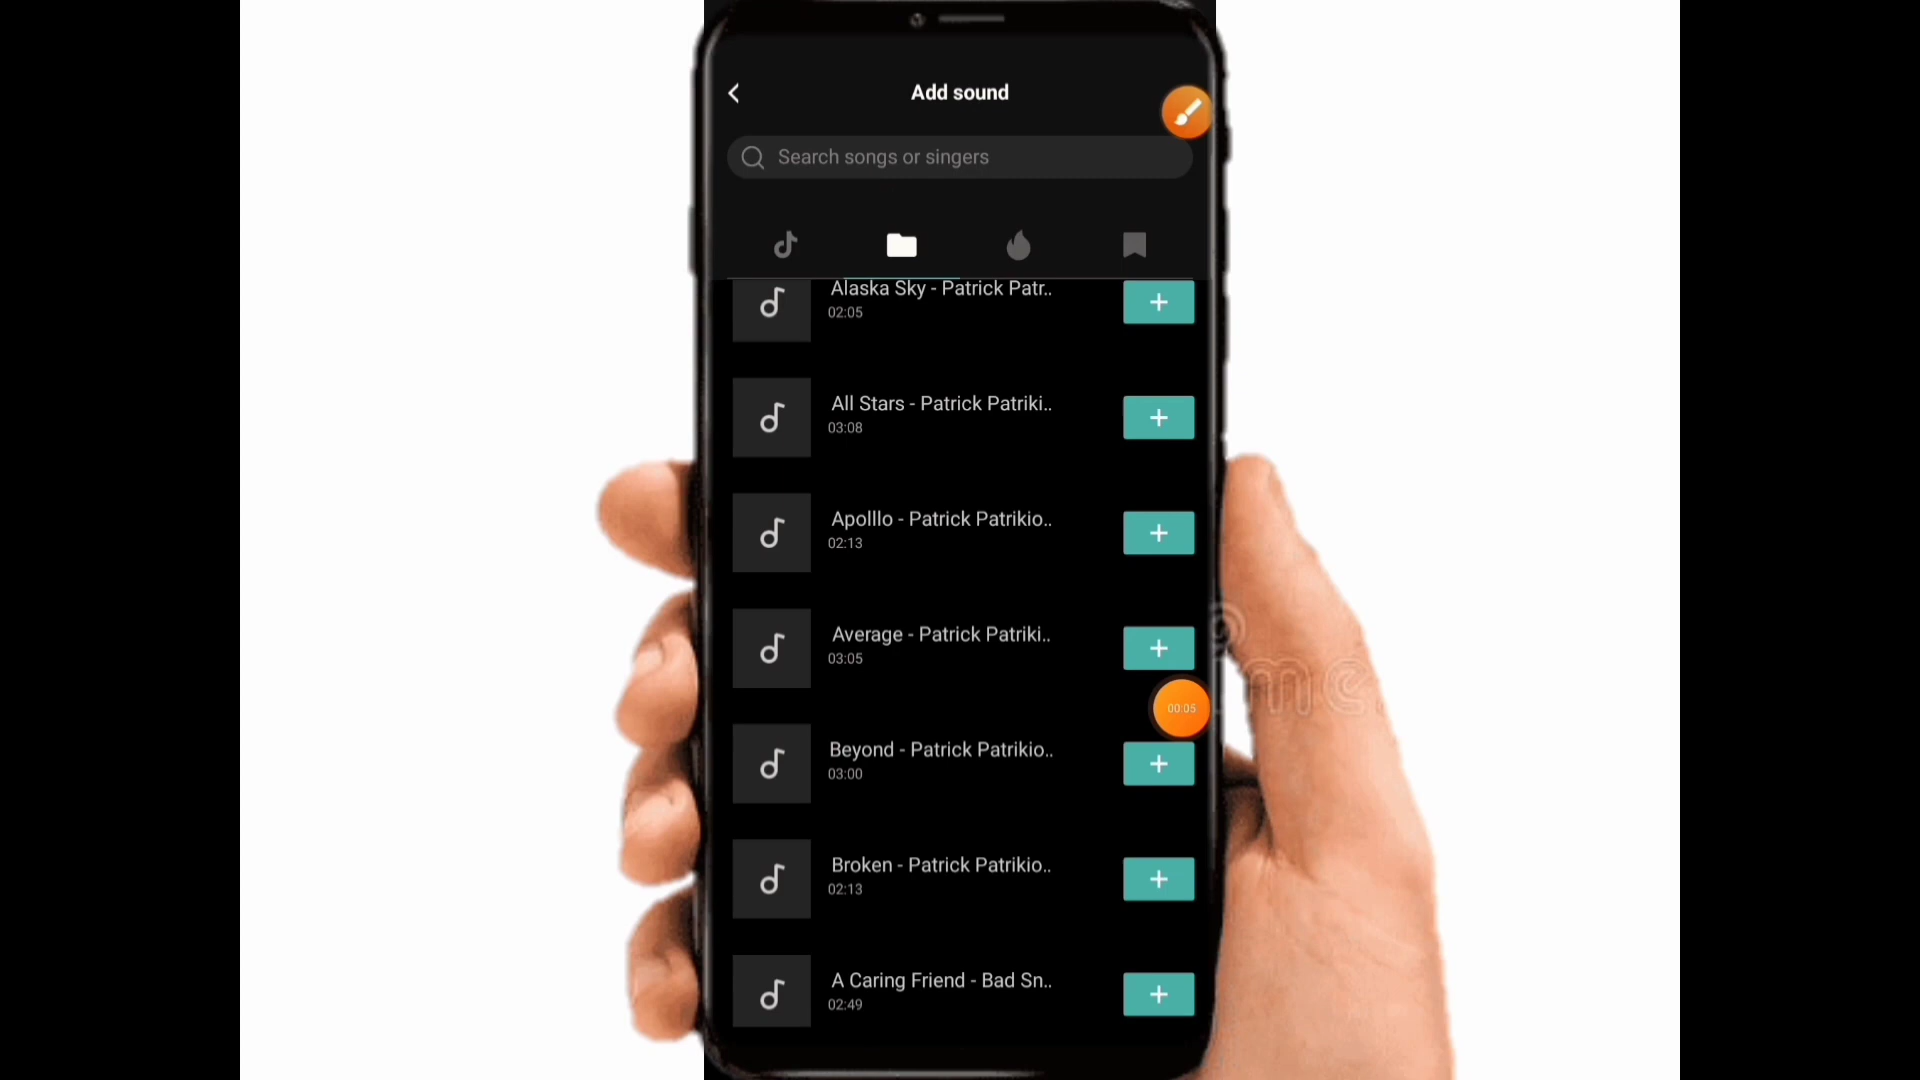 Add sound
Search songs or singers
Alaska Sky - Patrick Patr..
02:05
All Stars - Patrick Patriki..
03:08
Apolllo - Patrick Patrikio..
02:13
Average - Patrick Patriki..
03:05
00:05
Beyond - Patrick Patrikio..
03:00
Broken - Patrick Patrikio..
02:13
A Caring Friend - Bad Sn..
02:49